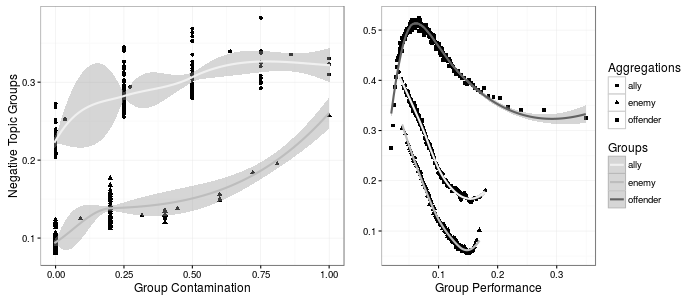 Negative Topic Groups
0.3
0.2
0.1
0.00 0.25 0.50 0.75 1.00
Group Contamination
0.5
0.4
0.3
0.2
0.1
0.1 0.2 0.3
Group Performance
Aggregations
ally
enemy
offender
Groups
ally
enemy
offender